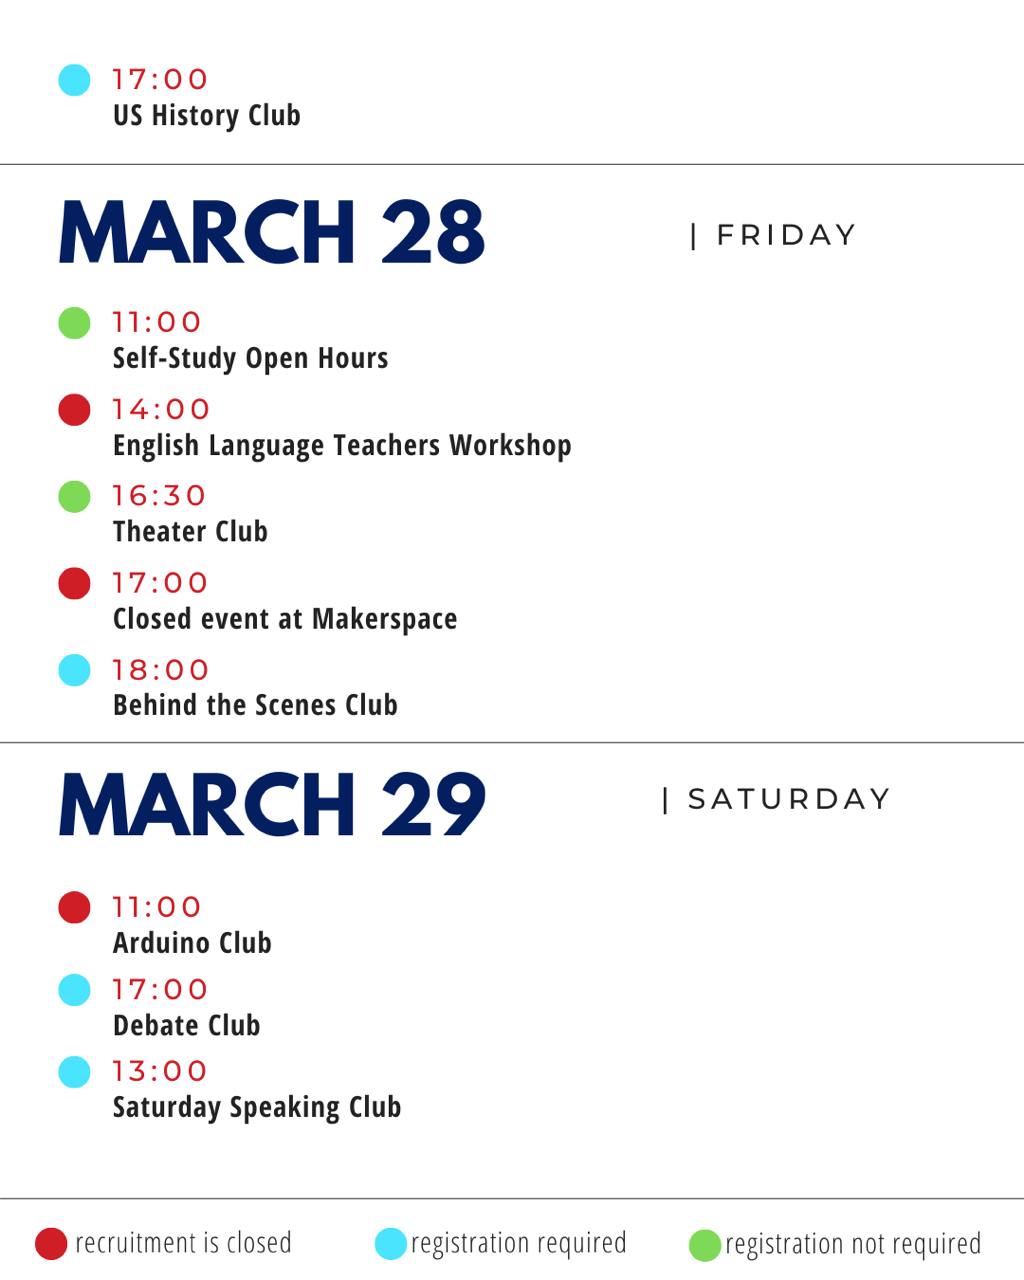 17:00
US History Club
MARCH 28 | FRIDAY
11:00
Self-Study Open Hours
14:00
English Language Teachers Workshop
16:30
Theater Club
17:00
Closed event at Makerspace
18:00
Behind the Scenes Club
MARCH 29 | SATURDAY
11:00
Arduino Club
17:00
Debate Club
13:00
Saturday Speaking Club
recruitment is closed registration required registration not required